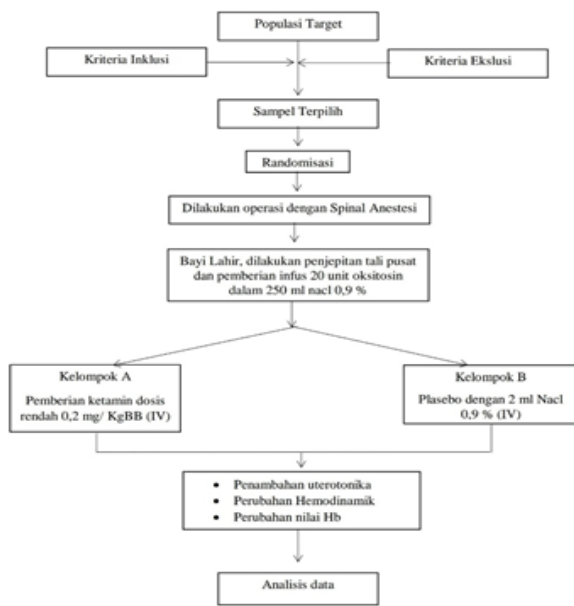 Populasi Target
Kriteria Inklusi
Kriteria Ekslusi
Sampel Terpilih
Randomisasi
Dilakukan operasi dengan Spinal Anestesi
Bayi Lahir, dilakukan penjepitan tali pusat
dan pemberian infus 20 unit oksitosin
dalam 250 ml nacl 0,9 %
Kelompok A
Pemberian ketamin dosis
rendah 0,2 mg/ KgBB (IV)
Kelompok B
Plasebo dengan 2 ml Nacl
0,9 % (IV)
• Penambahan uterotonika
• Perubahan Hemodinamik
• Perubahan nilai Hb
Analisis data